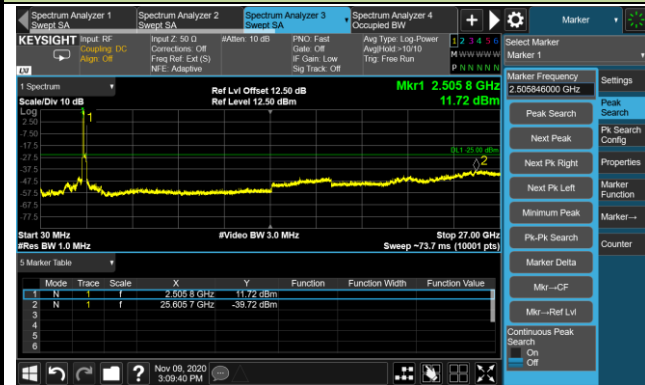 Spectrum Analyzer 1 Swept SA
Spectrum Analyzer 2 Swept SA
Spectrum Analyzer 3 Swept SA
Spectrum Analyzer 4 Occupied BW
Marker
KEYSIGHT Input: RF Input Z: 50 Ω #Atten: 10 dB PNO: Fast Avg Type: Log-Power 1 2 3 4 5 6
Coupling: DC Corrections: Off Gate: Off Avg|Hold:>10/10 M W W W W W
Align: Off Freq Ref: Ext (S) IF Gain: Low Trig: Free Run
NFE: Adaptive Sig Track: Off P N N N N N
LXI
Select Marker
Marker 1
1 Spectrum
Ref Lvl Offset 12.50 dB
Mkr1 2.505 8 GHz
Scale/Div 10 dB
Ref Level 12.50 dBm
11.72 dBm
Log
2.50
-7.50
-17.5
-27.5
-37.5
-47.5
-57.5
-67.5
-77.5
1
DL1 -25.00 dBm
2
Start 30 MHz #Video BW 3.0 MHz Stop 27.00 GHz
#Res BW 1.0 MHz Sweep ~73.7 ms (10001 pts)
5 Marker Table
Mode Trace Scale X Y Function Function Width Function Value
1 N 1 f 2.505 8 GHz 11.72 dBm
2 N 1 f 25.605 7 GHz -39.72 dBm
3
4
5
6
Marker Frequency
2.505846000 GHz
Peak Search
Next Peak
Next Pk Right
Next Pk Left
Minimum Peak
Pk-Pk Search
Marker Delta
Mkr→CF
Mkr→Ref Lvl
Continuous Peak Search
On
Off
Settings
Peak Search
Pk Search Config
Properties
Marker Function
Marker→
Counter
?
Nov 09, 2020
3:09:40 PM